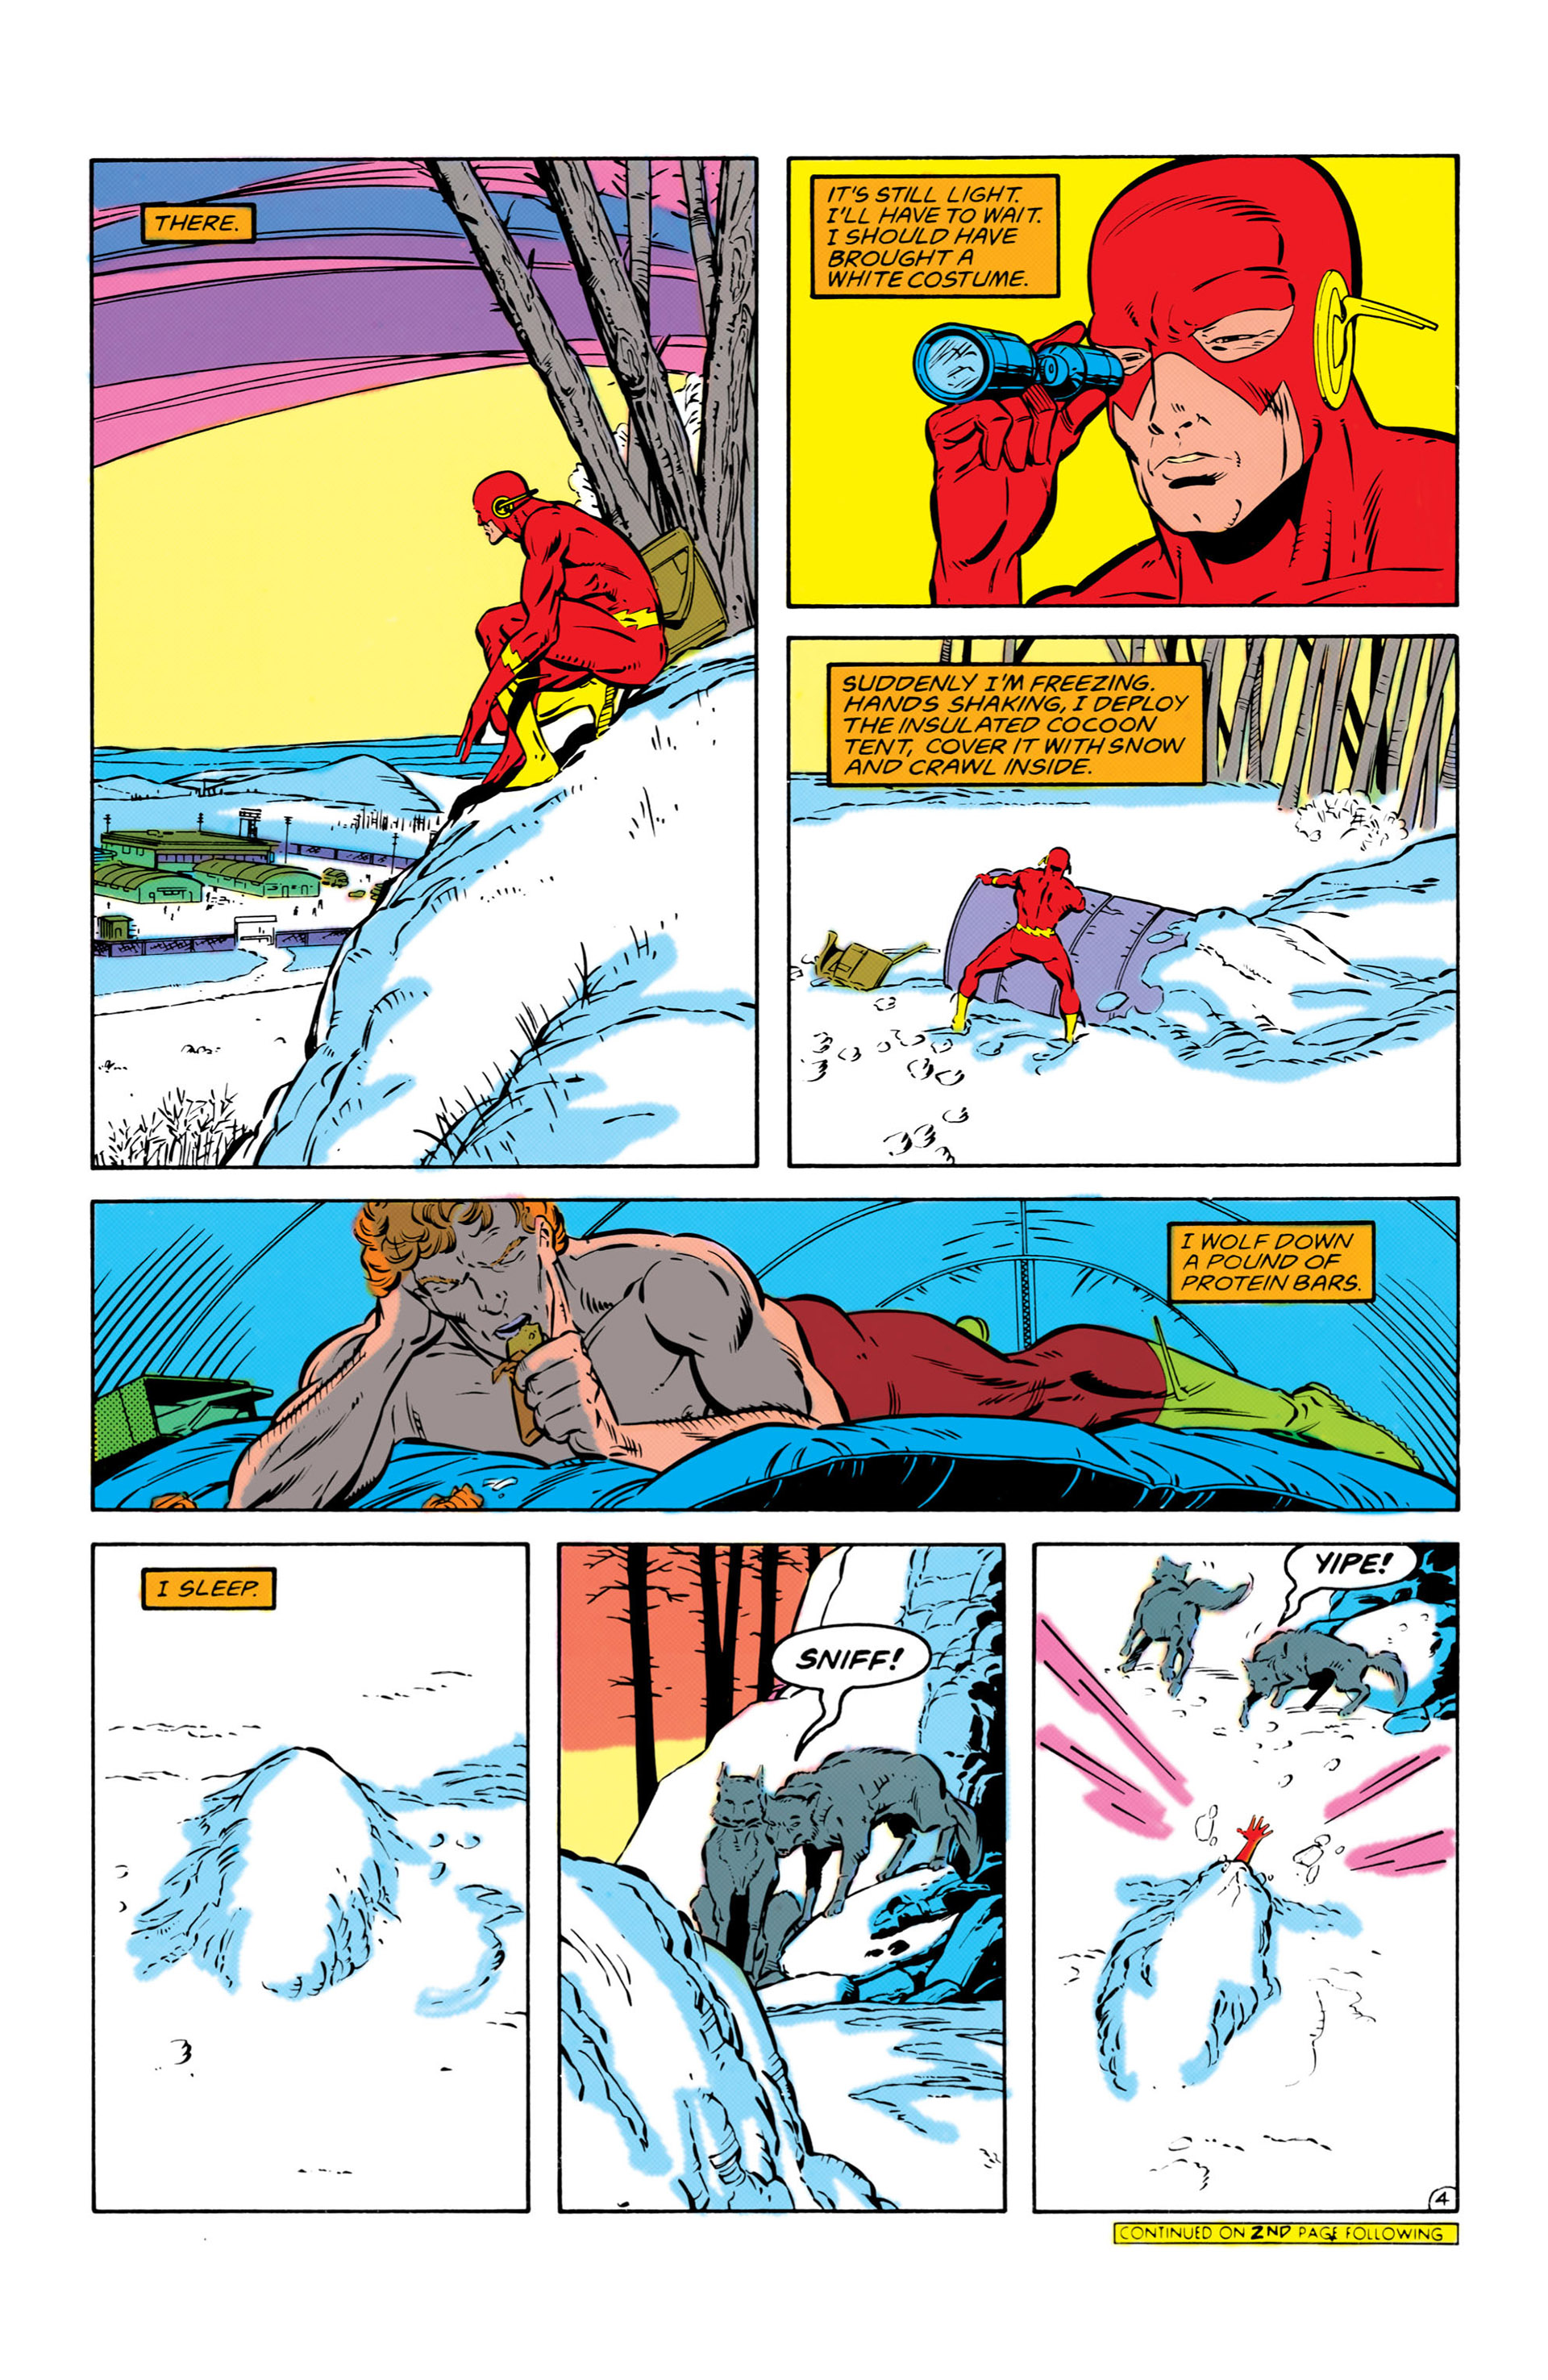 THERE.
IT'S STILL LIGHT.
I'LL HAVE TO WAIT.
I SHOULD HAVE
BROUGHT A
WHITE COSTUME.
SUDDENLY I'M FREEZING.
HANDS SHAKING, I DEPLOY
THE INSULATED COCOON
TENT, COVER IT WITH SNOW
AND CRAWL INSIDE.
I WOLF DOWN
A POUND OF
PROTEIN BARS.
I SLEEP.
SNIFF!
YIPE!
4
CONTINUED ON 2ND PAGE FOLLOWING